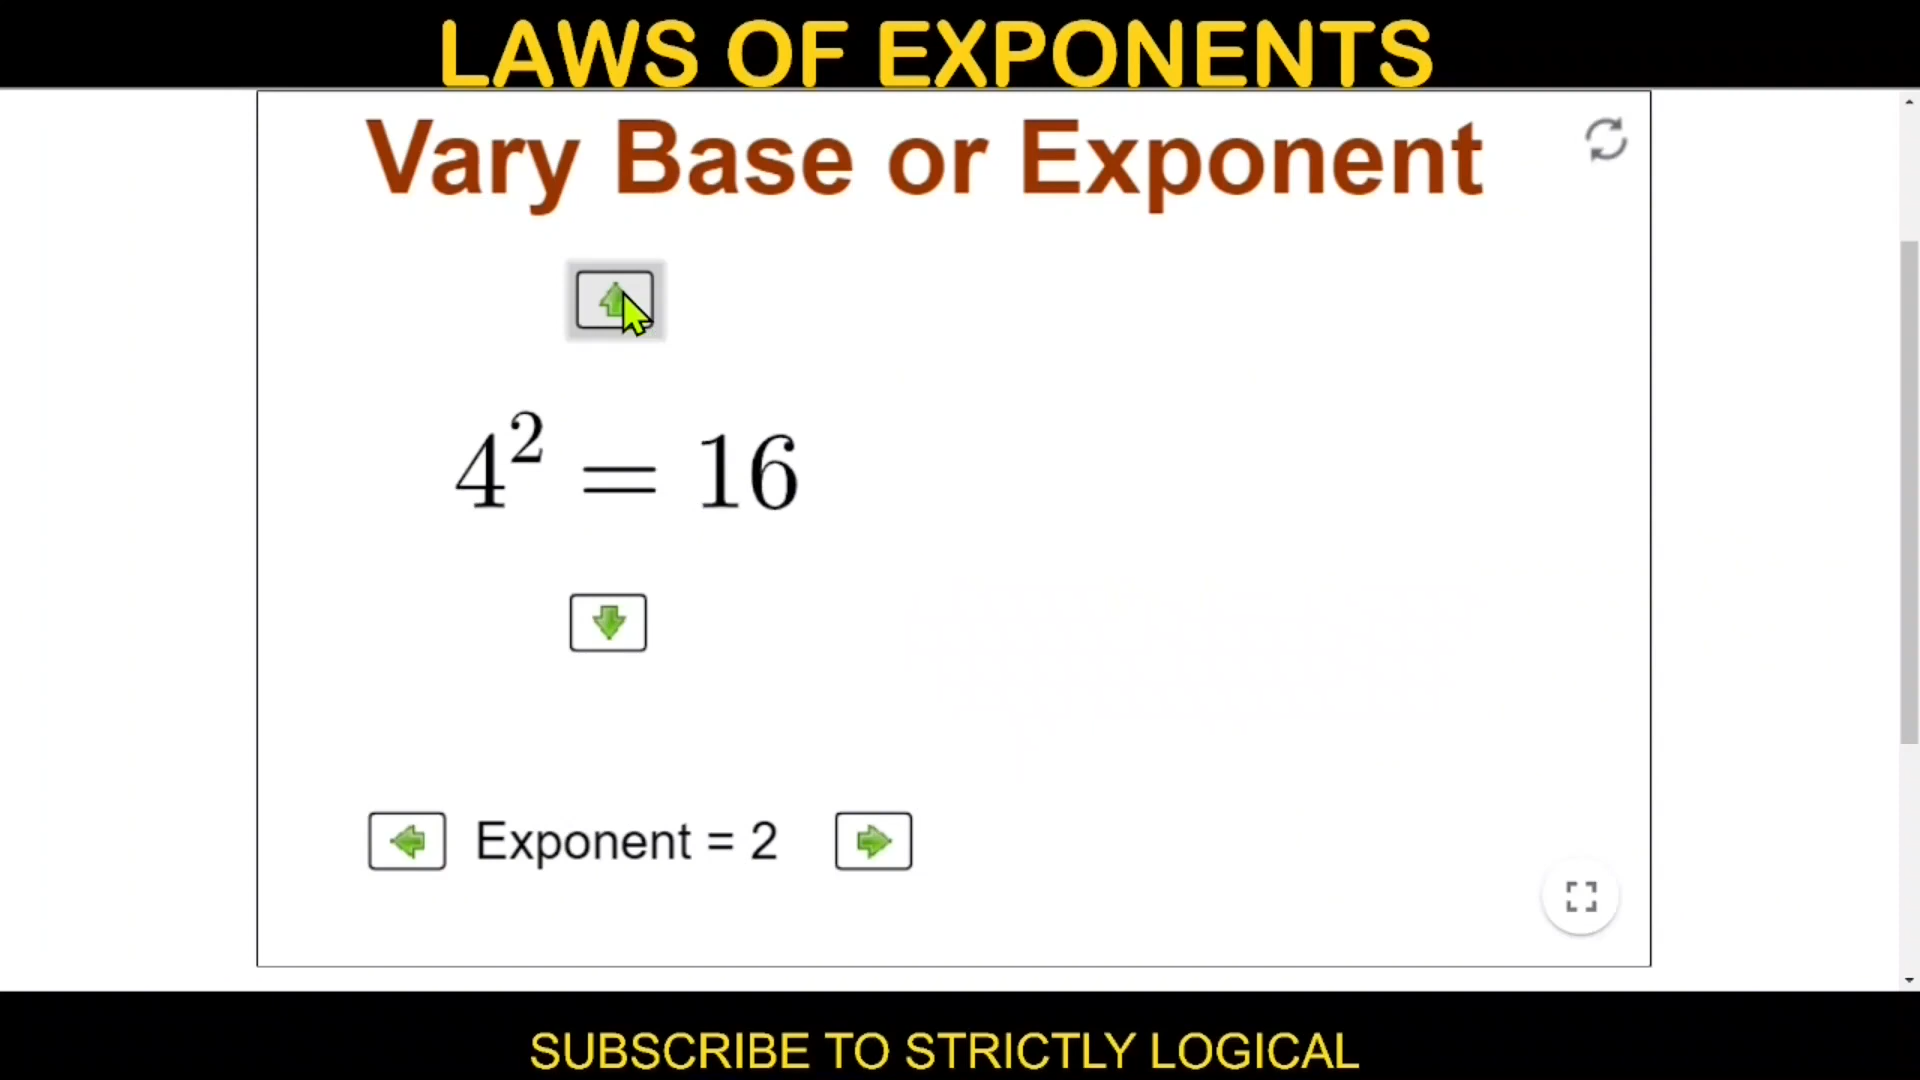 LAWS OF EXPONENTS
Vary Base or Exponent
4² = 16
Exponent = 2
SUBSCRIBE TO STRICTLY LOGICAL